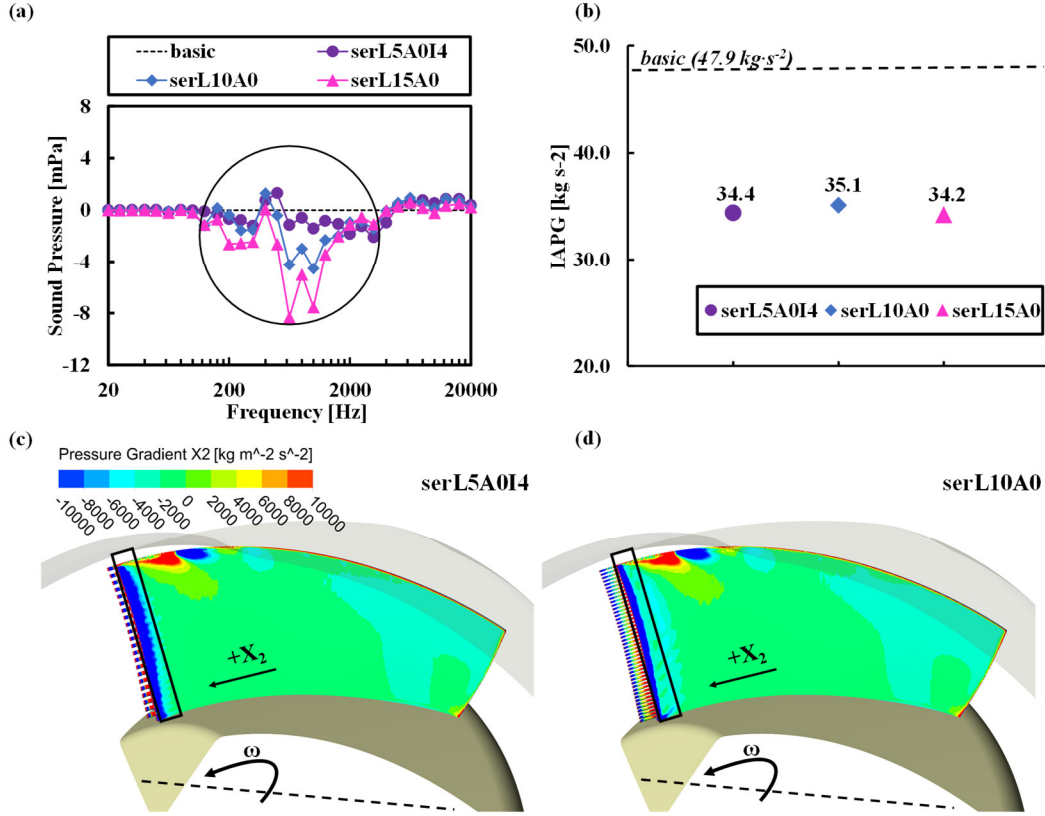 (a)
basic
serL5A0I4
serL10A0
serL15A0
8
4
0
-4
-8
-12
Sound Pressure [mPa]
20
200
2000
20000
Frequency [Hz]
(b)
50.0
40.0
30.0
20.0
IAPG [kg s-2]
basic (47.9 kg·s⁻²)
34.4
35.1
34.2
serL5A0I4
serL10A0
serL15A0
(c)
Pressure Gradient X2 [kg m^-2 s^-2]
-10000
-8000
-6000
-4000
-2000
0
2000
4000
6000
8000
10000
serL5A0I4
+X₂
ω
(d)
serL10A0
+X₂
ω